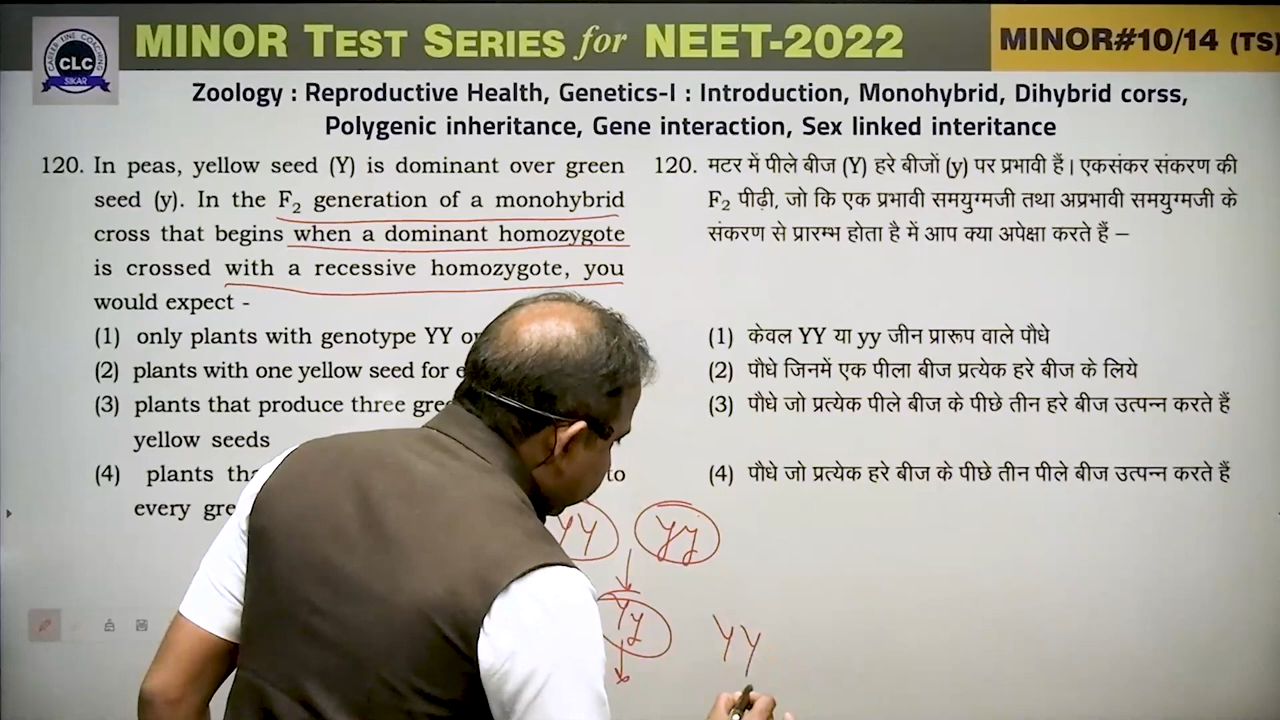 CAREER LINE COACHING
CLC
SIKAR
MINOR TEST SERIES for NEET-2022
MINOR#10/14 (TS)
Zoology : Reproductive Health, Genetics-I : Introduction, Monohybrid, Dihybrid corss,
Polygenic inheritance, Gene interaction, Sex linked interitance
120. In peas, yellow seed (Y) is dominant over green
seed (y). In the F2 generation of a monohybrid
cross that begins when a dominant homozygote
is crossed with a recessive homozygote, you
would expect -
(1) only plants with genotype YY
(2) plants with one yellow seed for
(3) plants that produce three
yellow seeds
(4) plants to
every
120. मटर में पीले बीज (Y) हरे बीजों (y) पर प्रभावी हैं। एकसंकर संकरण की
F2 पीढ़ी, जो कि एक प्रभावी समयुग्मजी तथा अप्रभावी समयुग्मजी के
संकरण से प्रारम्भ होता है में आप क्या अपेक्षा करते हैं –
(1) केवल YY या yy जीन प्रारूप वाले पौधे
(2) पौधे जिनमें एक पीला बीज प्रत्येक हरे बीज के लिये
(3) पौधे जो प्रत्येक पीले बीज के पीछे तीन हरे बीज उत्पन्न करते हैं
(4) पौधे जो प्रत्येक हरे बीज के पीछे तीन पीले बीज उत्पन्न करते हैं
YY yy
Yy
YY